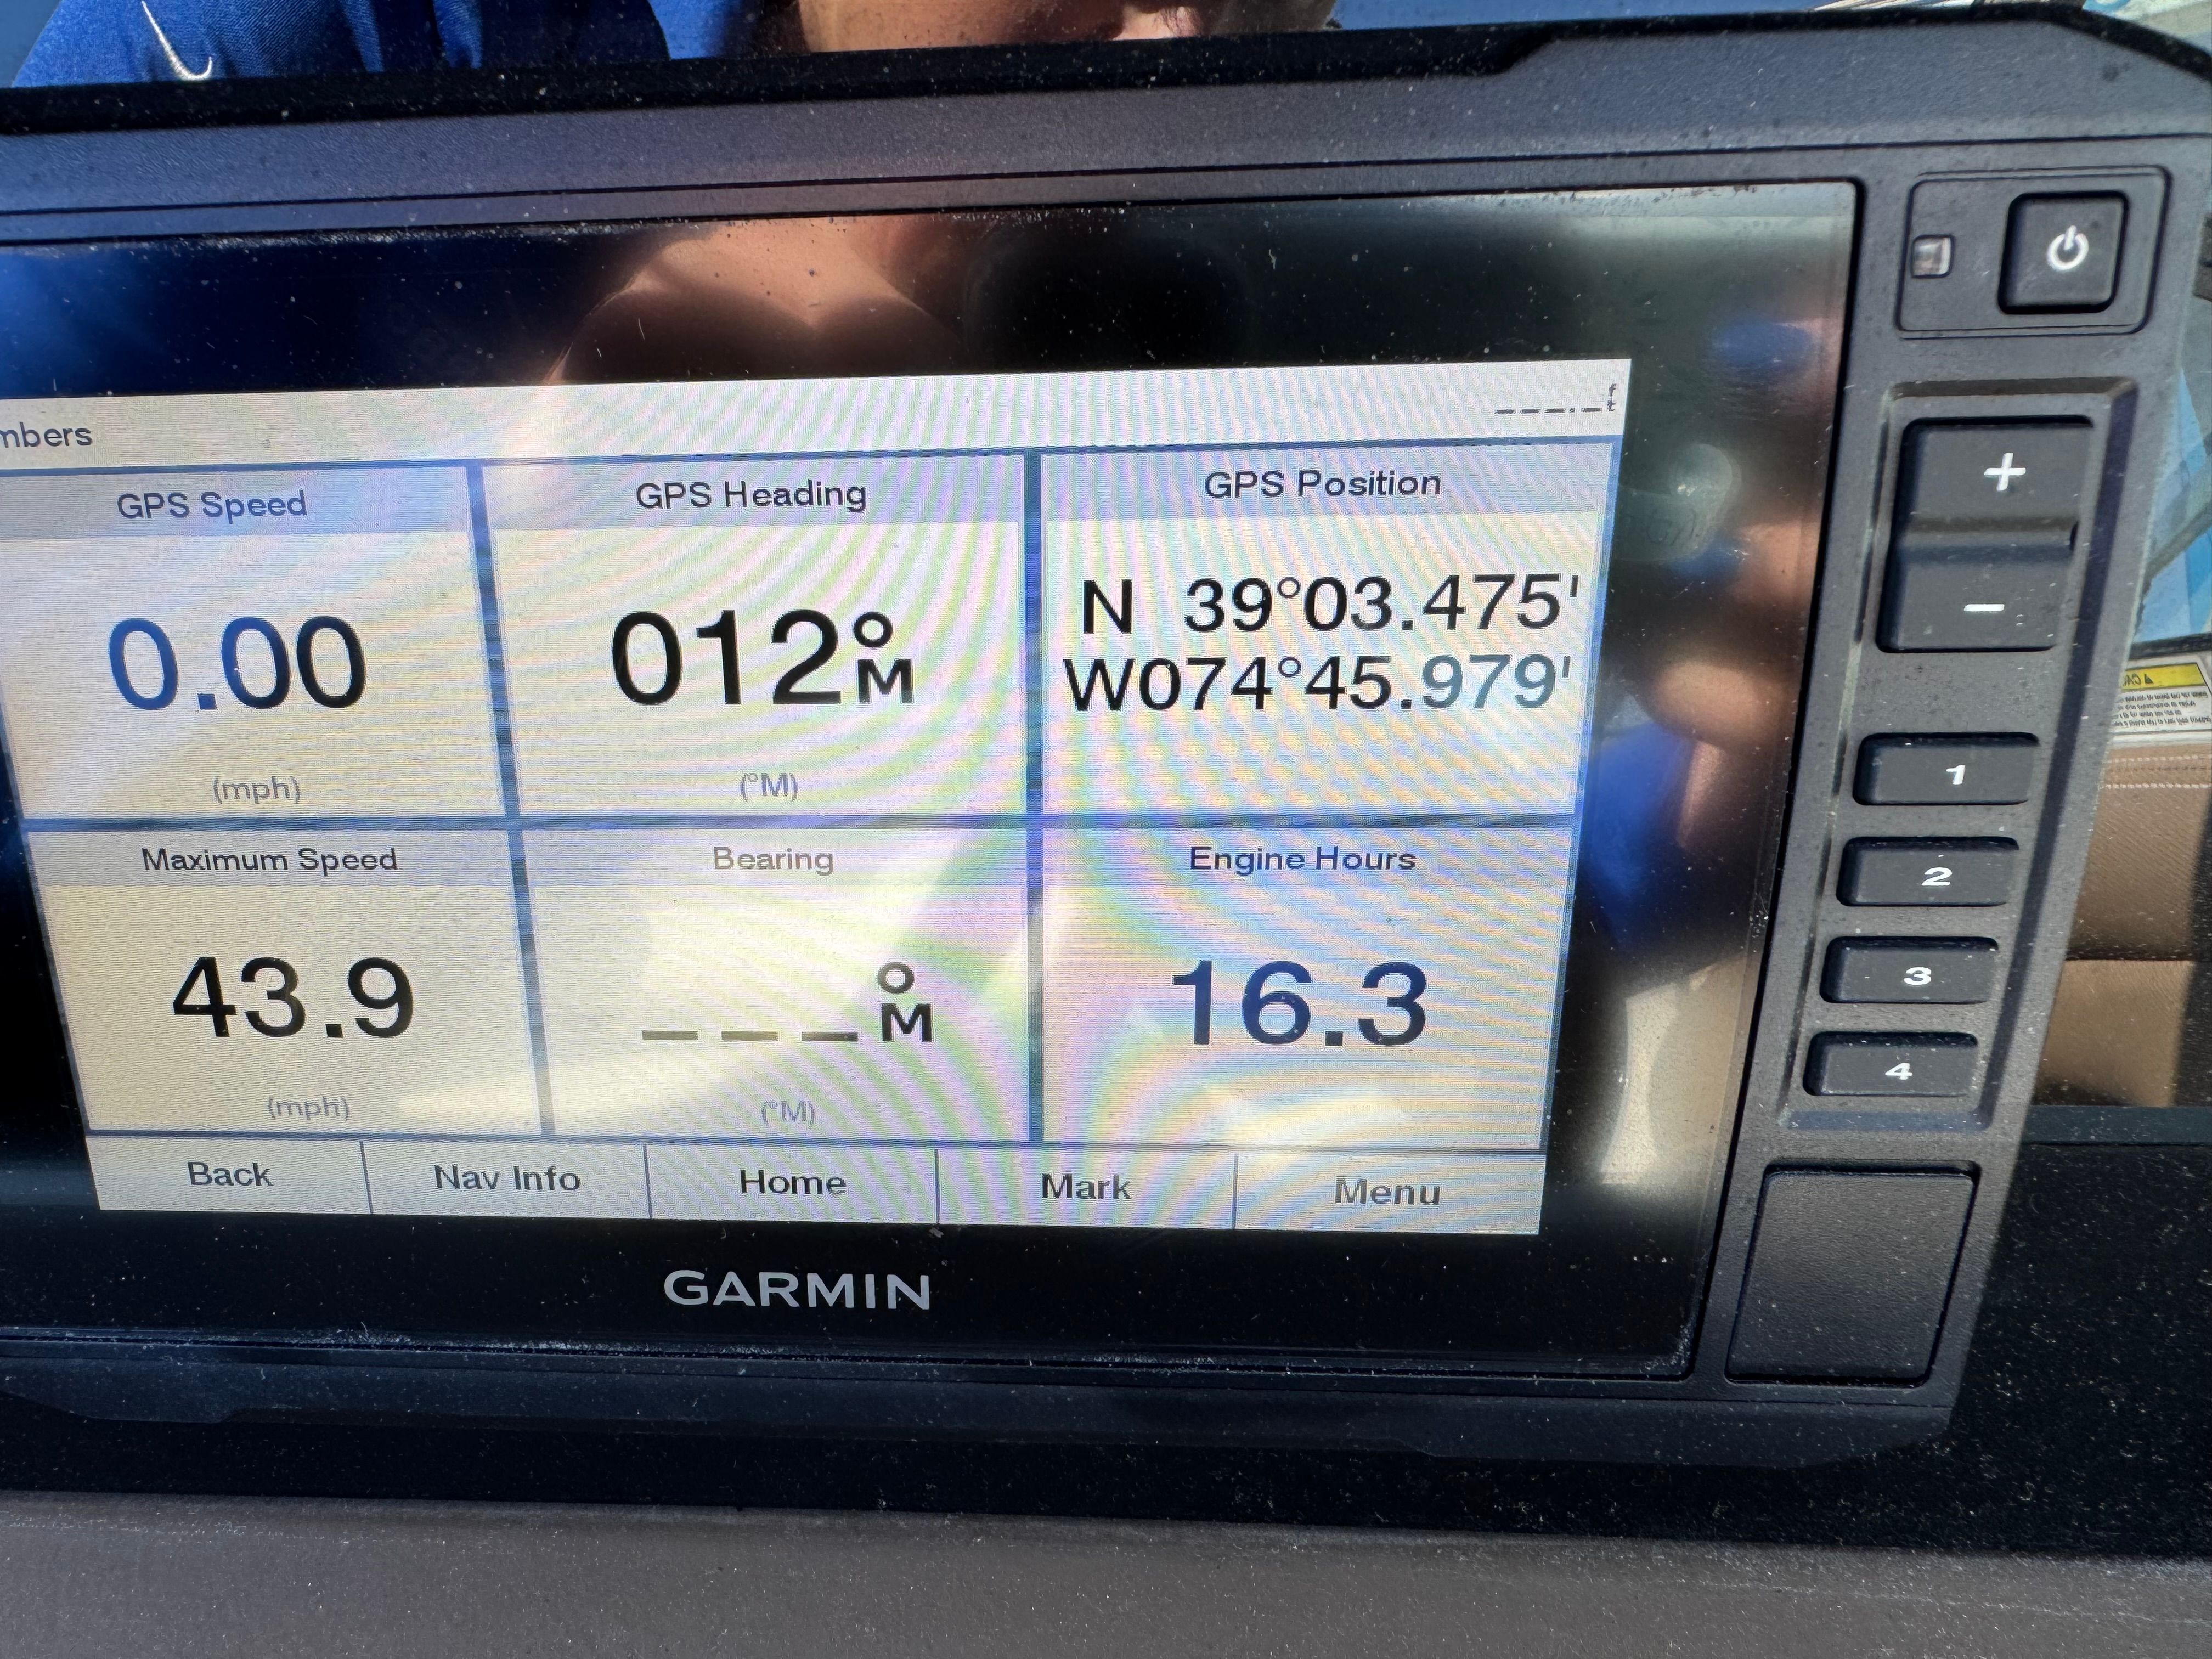 mbers
___._ft
GPS Speed
0.00
(mph)
GPS Heading
012°M
(°M)
GPS Position
N 39°03.475'
W074°45.979'
Maximum Speed
43.9
(mph)
Bearing
___°M
(°M)
Engine Hours
16.3
Back
Nav Info
Home
Mark
Menu
GARMIN
+
−
1
2
3
4